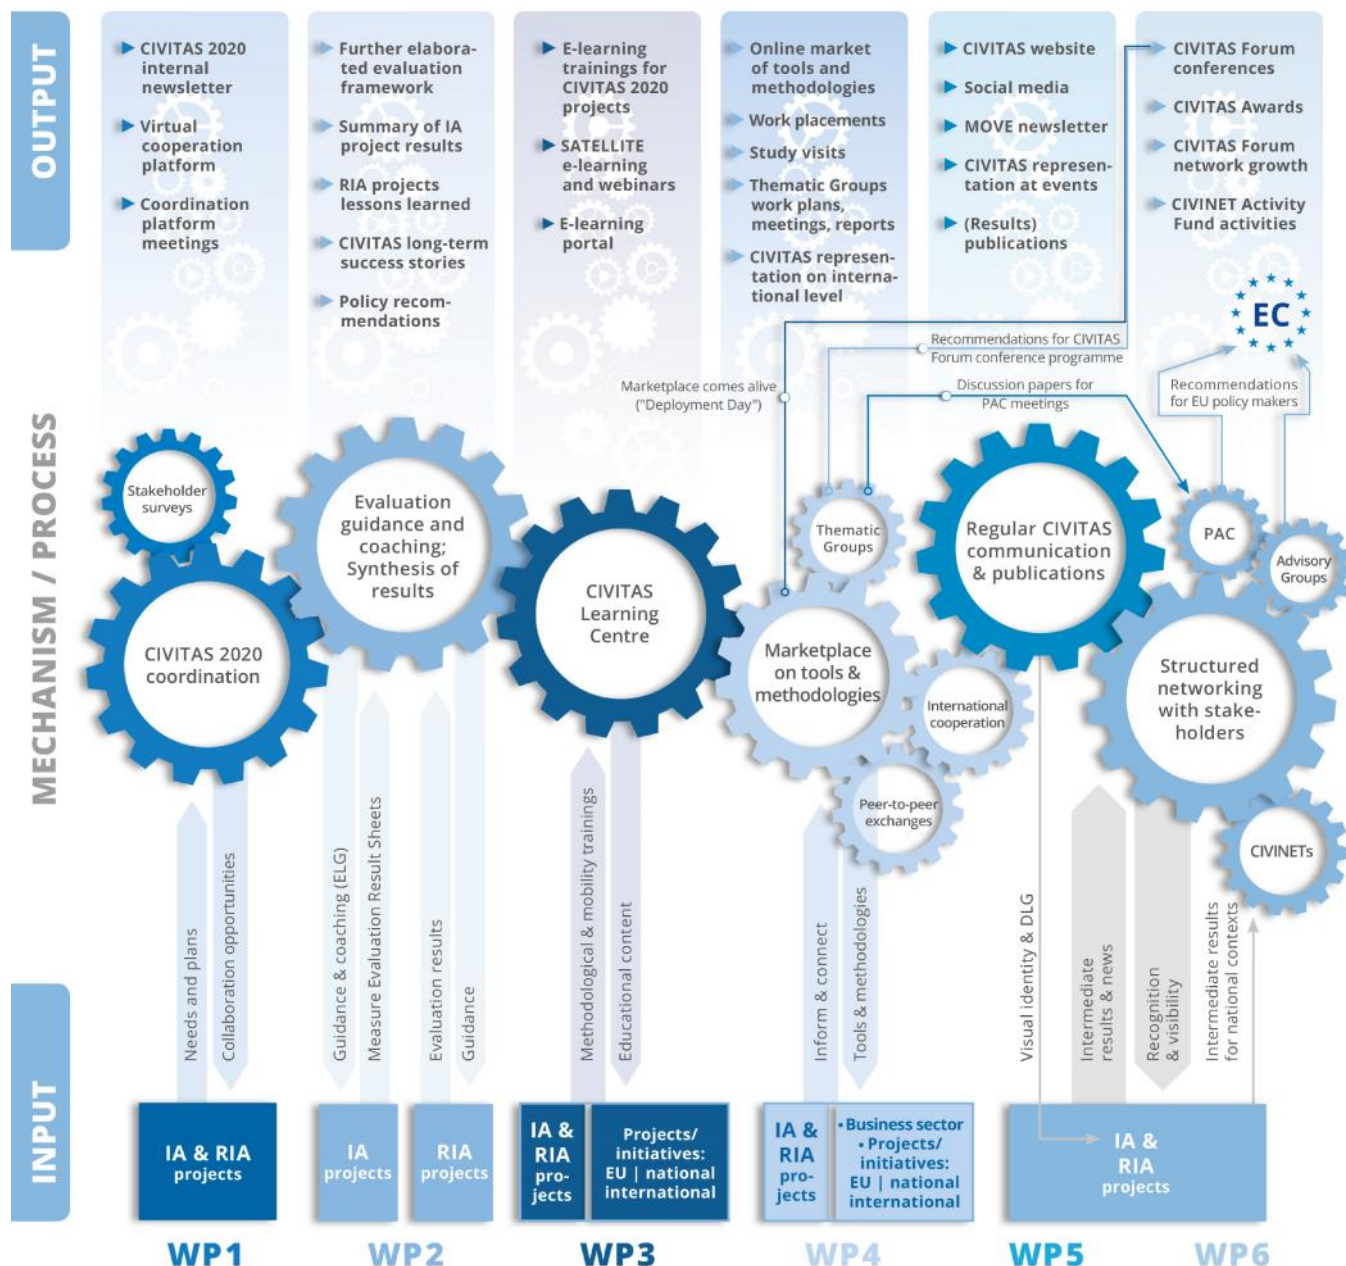 OUTPUT
CIVITAS 2020
internal
newsletter
Virtual
cooperation
platform
Coordination
platform
meetings
Further elabora-
ted evaluation
framework
Summary of IA
project results
RIA projects
lessons learned
CIVITAS long-term
success stories
Policy recom-
mendations
E-learning
trainings for
CIVITAS 2020
projects
SATELLITE
e-learning
and webinars
E-learning
portal
Online market
of tools and
methodologies
Work placements
Study visits
Thematic Groups
work plans,
meetings, reports
CIVITAS represen-
tation on interna-
tional level
CIVITAS website
Social media
MOVE newsletter
CIVITAS represen-
tation at events
(Results)
publications
CIVITAS Forum
conferences
CIVITAS Awards
CIVITAS Forum
network growth
CIVINET Activity
Fund activities
EC
Recommendations for CIVITAS
Forum conference programme
Marketplace comes alive
("Deployment Day")
Discussion papers for
PAC meetings
Recommendations
for EU policy makers
MECHANISM / PROCESS
Stakeholder
surveys
CIVITAS 2020
coordination
Evaluation
guidance and
coaching;
Synthesis of
results
CIVITAS
Learning
Centre
Thematic
Groups
Marketplace
on tools &
methodologies
International
cooperation
Peer-to-peer
exchanges
Regular CIVITAS
communication
& publications
PAC
Advisory
Groups
Structured
networking
with stake-
holders
CIVINETs
Needs and plans
Collaboration opportunities
Guidance & coaching (ELG)
Measure Evaluation Result Sheets
Evaluation results
Guidance
Methodological & mobility trainings
Educational content
Inform & connect
Tools & methodologies
Visual identity & DLG
Intermediate
results & news
Recognition
& visibility
Intermediate results
for national contexts
INPUT
IA & RIA
projects
IA
projects
RIA
projects
IA &
RIA
pro-
jects
Projects/
initiatives:
EU | national
international
IA &
RIA
pro-
jects
• Business sector
• Projects/
initiatives:
EU | national
international
IA &
RIA
projects
WP1
WP2
WP3
WP4
WP5
WP6